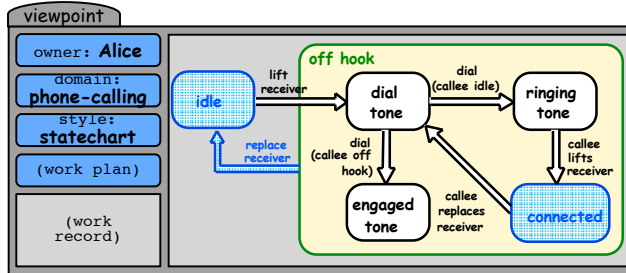 viewpoint
owner: Alice
domain:
phone-calling
style:
statechart
(work plan)
(work
record)
off hook
idle
lift
receiver
dial
tone
dial
(callee idle)
ringing
tone
replace
receiver
dial
(callee off
hook)
callee
lifts
receiver
engaged
tone
callee
replaces
receiver
connected